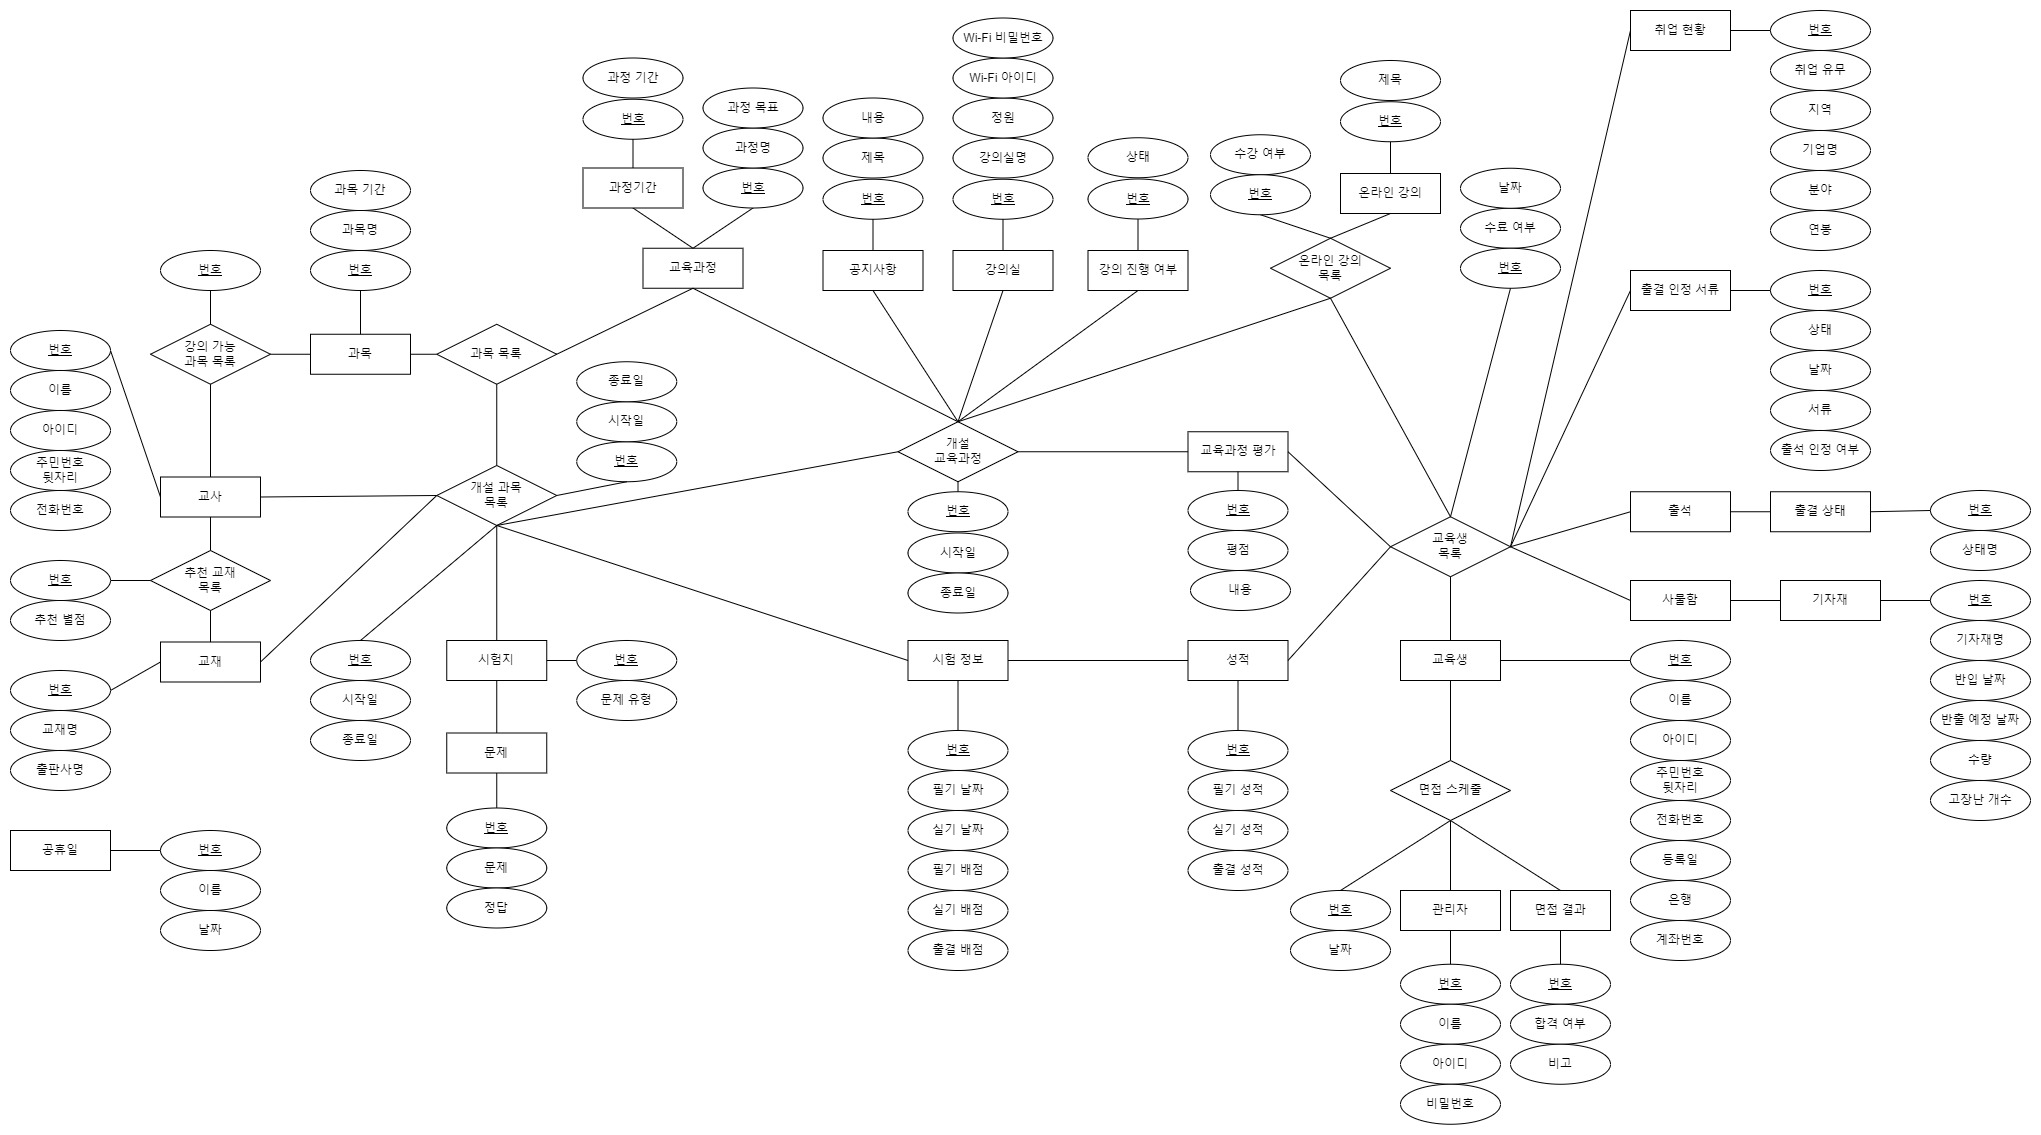 취업 현황
번호
취업 유무
지역
기업명
분야
연봉
Wi-Fi 비밀번호
Wi-Fi 아이디
정원
강의실명
번호
강의실
과정 기간
번호
과정기간
과정 목표
과정명
번호
교육과정
내용
제목
번호
공지사항
상태
번호
강의 진행 여부
수강 여부
번호
제목
번호
온라인 강의
온라인 강의
목록
날짜
수료 여부
번호
과목 기간
과목명
번호
과목
번호
강의 가능
과목 목록
과목 목록
출결 인정 서류
번호
상태
날짜
서류
출석 인정 여부
번호
이름
아이디
주민번호
뒷자리
전화번호
교사
종료일
시작일
번호
개설 과목
목록
개설
교육과정
번호
시작일
종료일
교육과정 평가
번호
평점
내용
교육생
목록
출석
출결 상태
번호
상태명
사물함
기자재
번호
기자재명
반입 날짜
반출 예정 날짜
수량
고장난 개수
번호
추천 별점
추천 교재
목록
교재
번호
교재명
출판사명
번호
시작일
종료일
시험지
번호
문제 유형
문제
번호
문제
정답
시험 정보
번호
필기 날짜
실기 날짜
필기 배점
실기 배점
출결 배점
성적
번호
필기 성적
실기 성적
출결 성적
교육생
번호
이름
아이디
주민번호
뒷자리
전화번호
등록일
은행
계좌번호
면접 스케줄
번호
날짜
관리자
번호
이름
아이디
비밀번호
면접 결과
번호
합격 여부
비고
공휴일
번호
이름
날짜